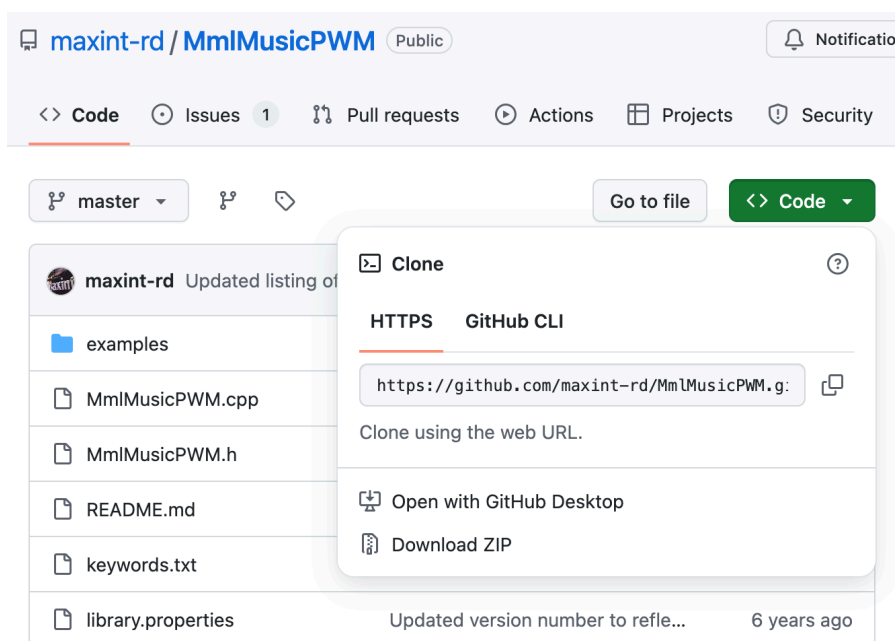 maxint-rd / MmlMusicPWM Public
Notificatio
Code Issues 1 Pull requests Actions Projects Security
master Go to file Code
maxint-rd Updated listing of
Clone
HTTPS GitHub CLI
examples
https://github.com/maxint-rd/MmlMusicPWM.gi
MmlMusicPWM.cpp
Clone using the web URL.
MmlMusicPWM.h
Open with GitHub Desktop
README.md
Download ZIP
keywords.txt
library.properties Updated version number to refle... 6 years ago